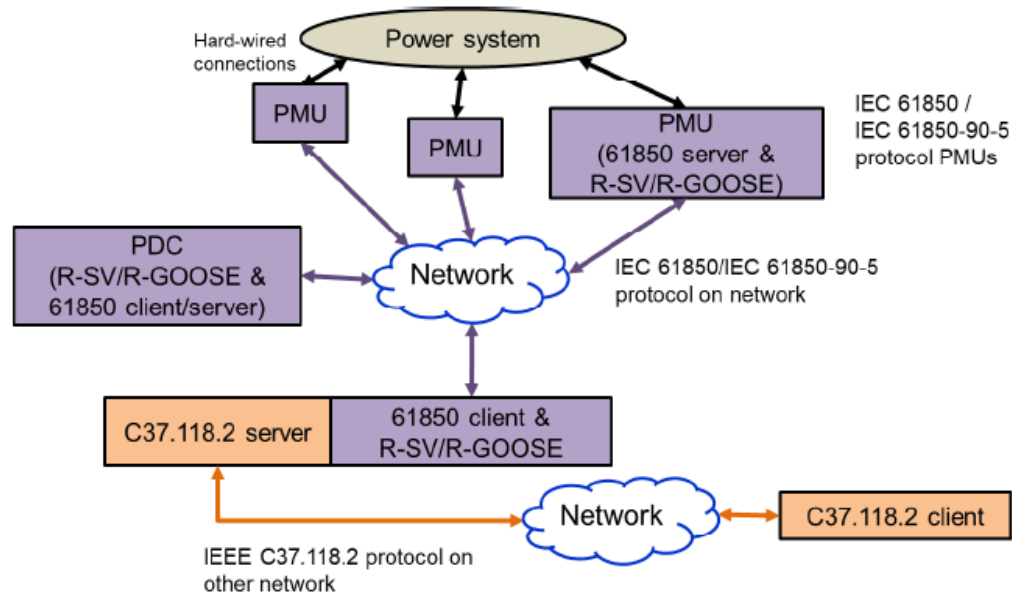 Power system
Hard-wired
connections
PMU
PMU
PMU
(61850 server &
R-SV/R-GOOSE)
IEC 61850 /
IEC 61850-90-5
protocol PMUs
PDC
(R-SV/R-GOOSE &
61850 client/server)
Network
IEC 61850/IEC 61850-90-5
protocol on network
C37.118.2 server
61850 client &
R-SV/R-GOOSE
Network
C37.118.2 client
IEEE C37.118.2 protocol on
other network